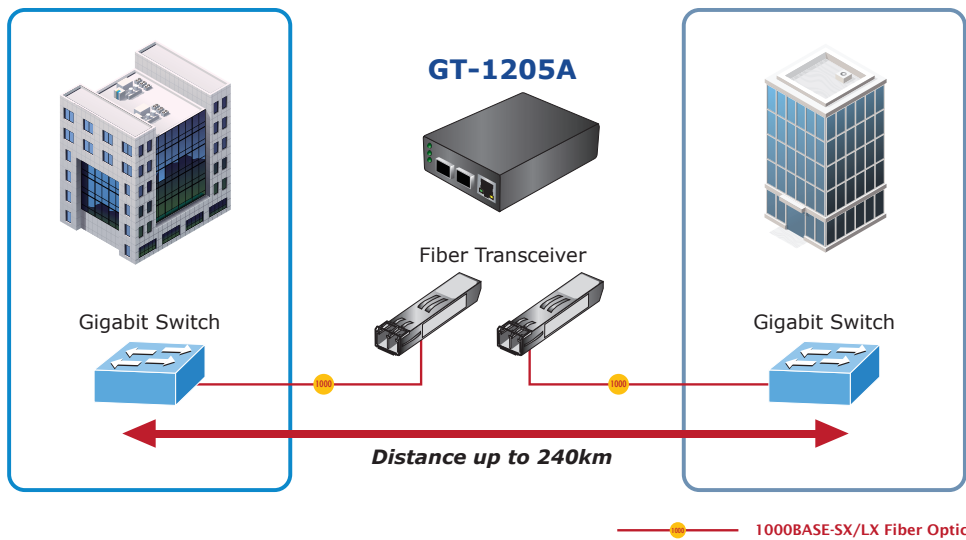 GT-1205A
Fiber Transceiver
Gigabit Switch
Gigabit Switch
1000
1000
Distance up to 240km
1000
1000BASE-SX/LX Fiber Optic